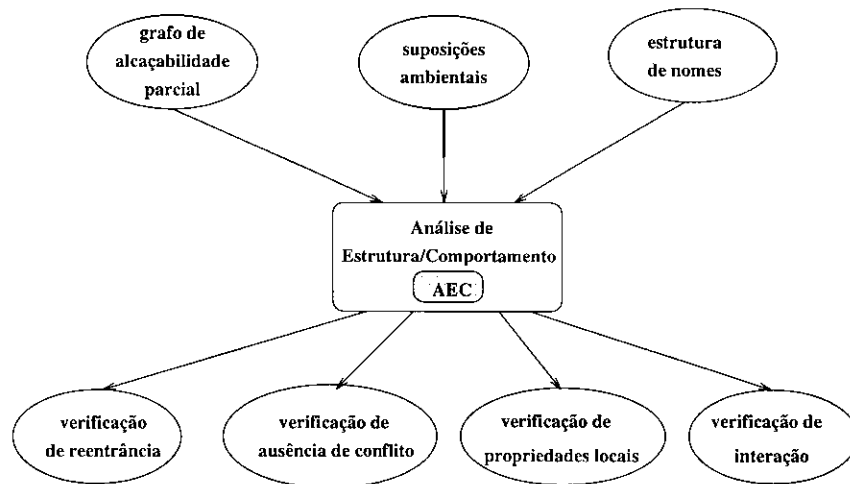 grafo de
alcaçabilidade
parcial
suposições
ambientais
estrutura
de nomes
Análise de
Estrutura/Comportamento
AEC
verificação
de reentrância
verificação de
ausência de conflito
verificação de
propriedades locais
verificação de
interação